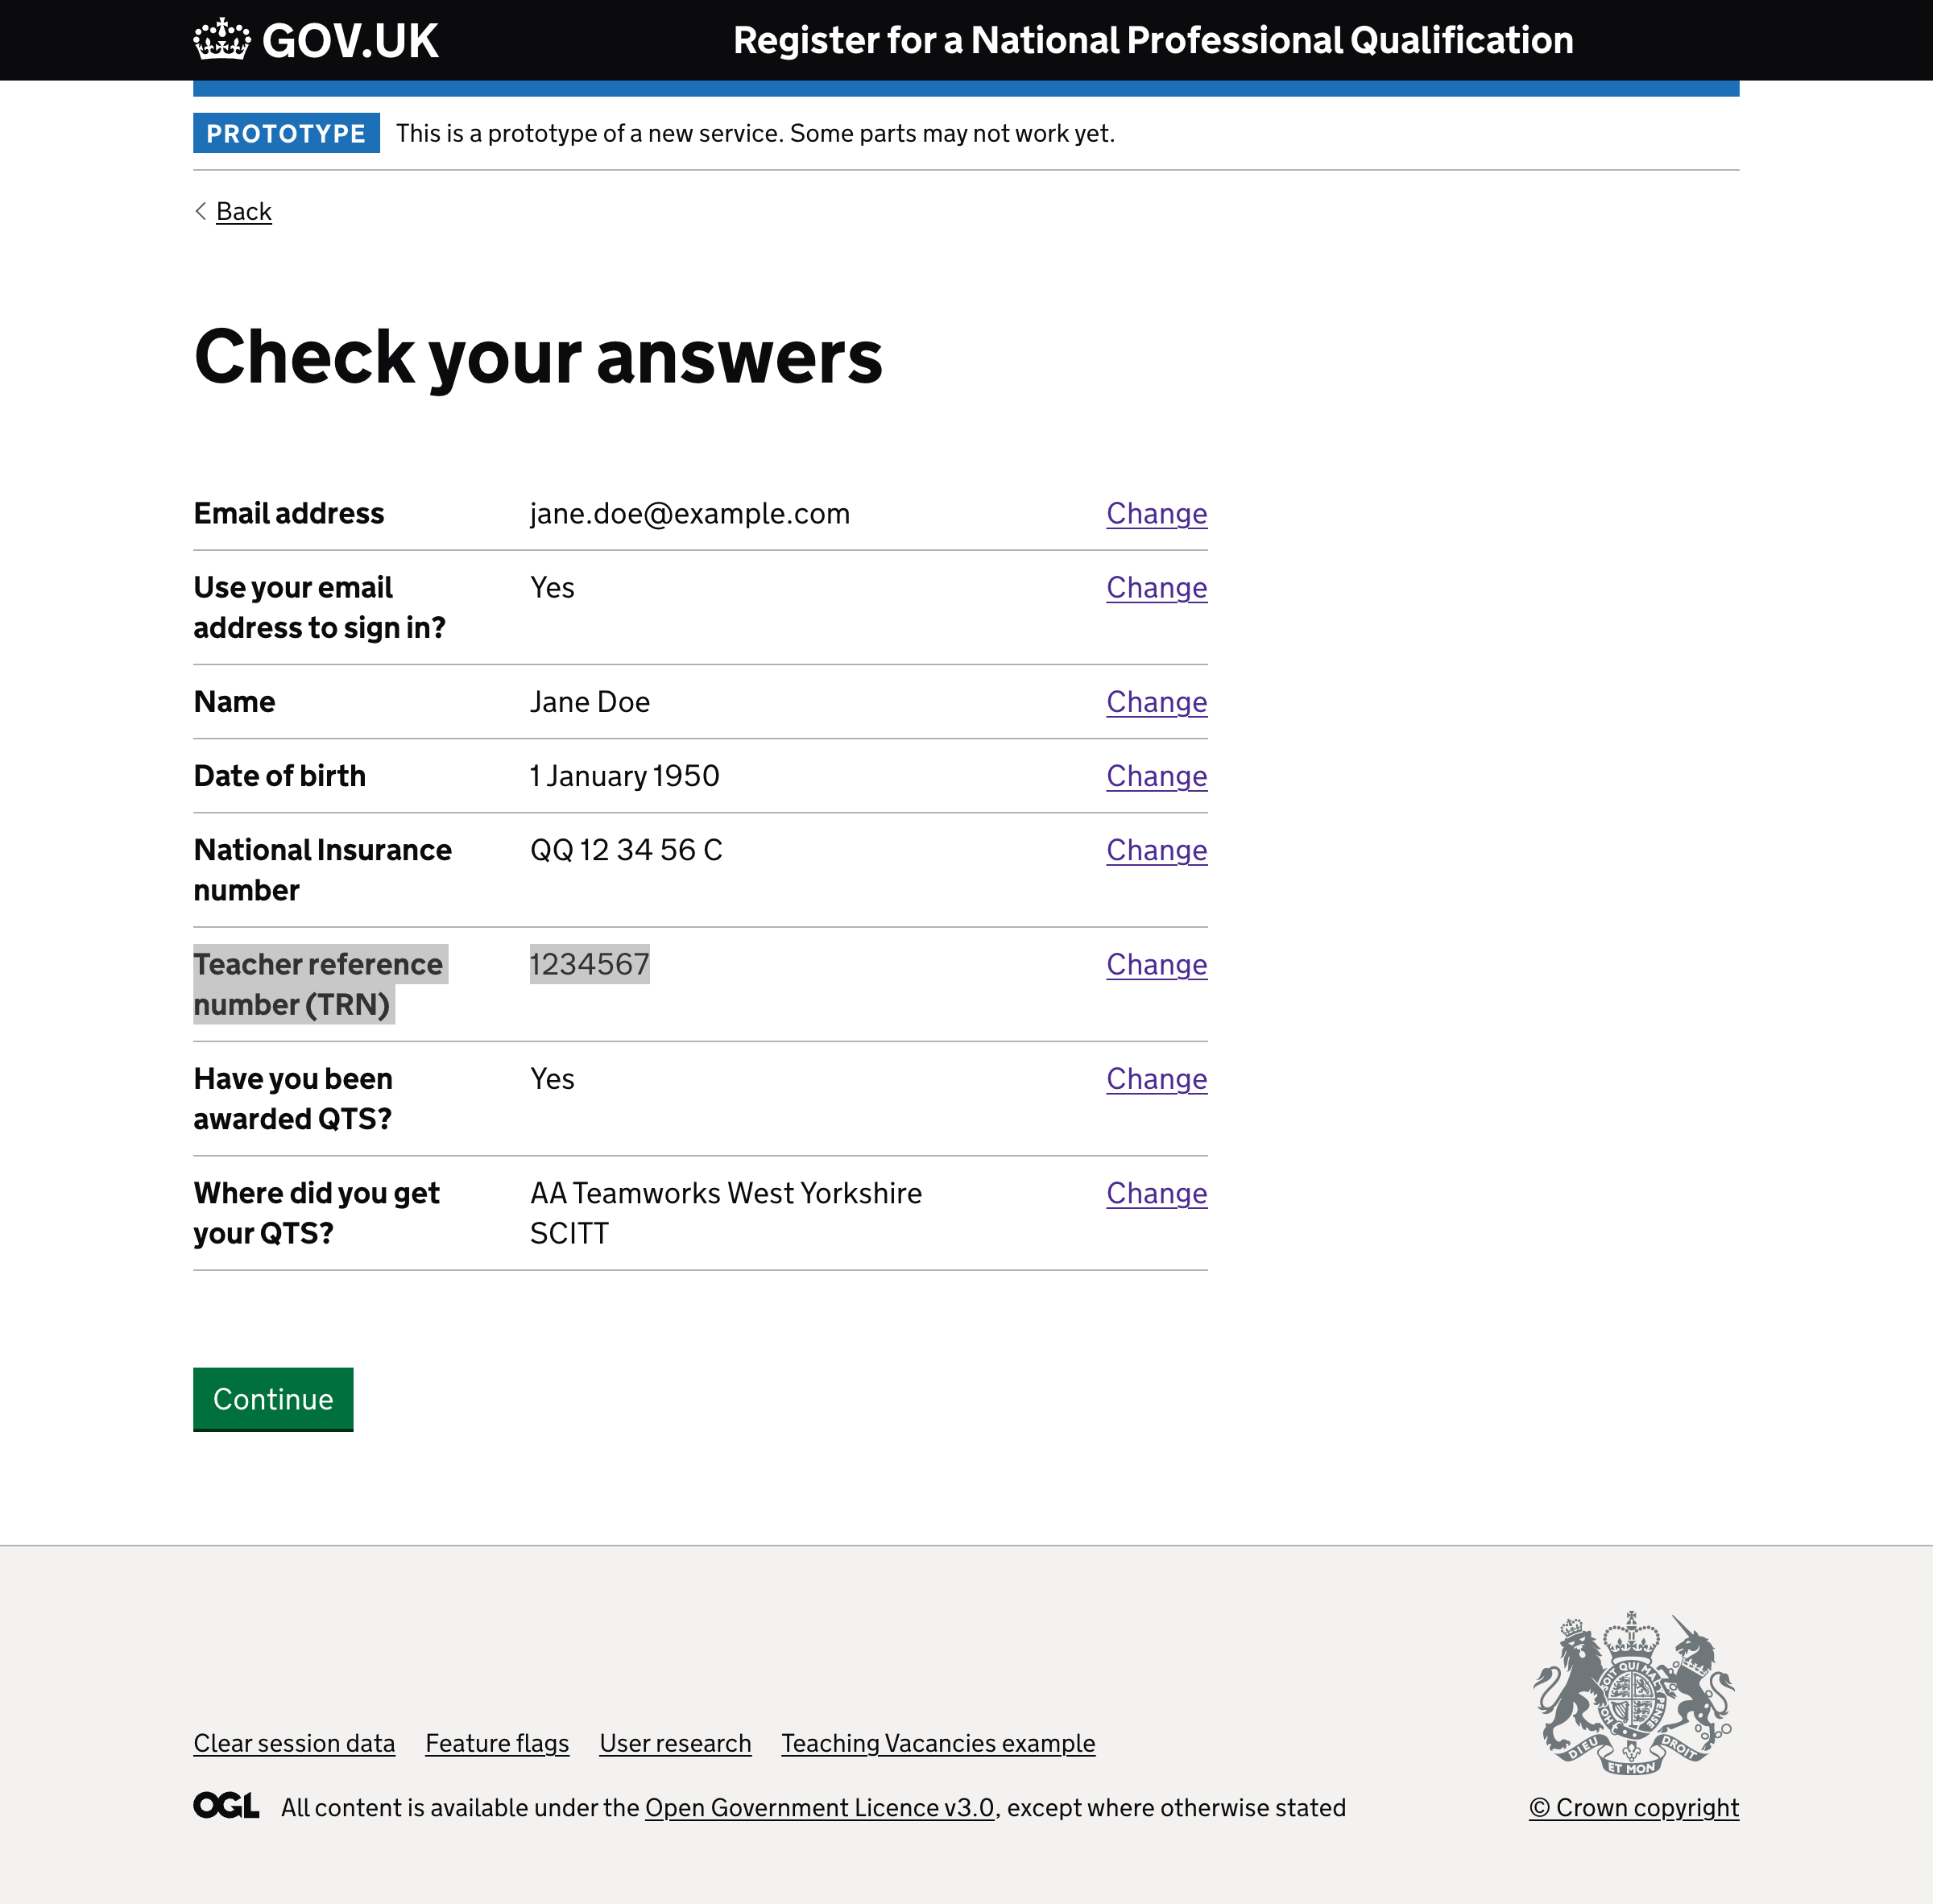 GOV.UK Register for a National Professional Qualification
PROTOTYPE This is a prototype of a new service. Some parts may not work yet.
Back
Check your answers
Email address jane.doe@example.com Change
Use your email Yes Change
address to sign in?
Name Jane Doe Change
Date of birth 1 January 1950 Change
National Insurance QQ 12 34 56 C Change
number
Teacher reference 1234567 Change
number (TRN)
Have you been Yes Change
awarded QTS?
Where did you get AA Teamworks West Yorkshire Change
your QTS? SCITT
Continue
HONI SOIT QUI MAL Y PENSE
DIEU ET MON DROIT
Clear session data Feature flags User research Teaching Vacancies example
OGL All content is available under the Open Government Licence v3.0, except where otherwise stated © Crown copyright